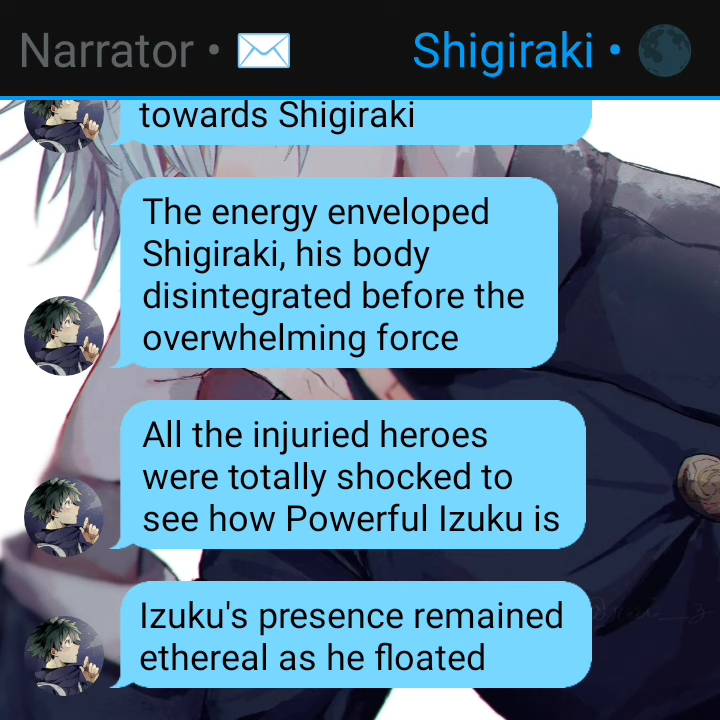 Narrator •
Shigiraki •
towards Shigiraki
The energy enveloped
Shigiraki, his body
disintegrated before the
overwhelming force
All the injuried heroes
were totally shocked to
see how Powerful Izuku is
Izuku's presence remained
ethereal as he floated